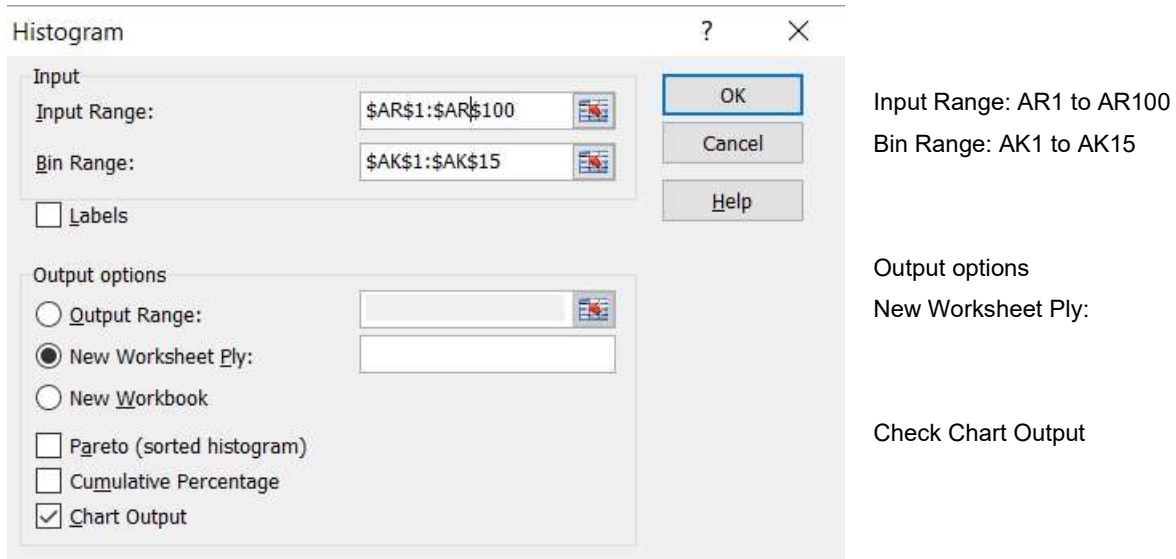 Histogram ?
Input
Input Range: $AR$1:$AR$100
Bin Range: $AK$1:$AK$15
Labels
OK
Cancel
Help
Output options
Output Range:
New Worksheet Ply:
New Workbook
Pareto (sorted histogram)
Cumulative Percentage
Chart Output
Input Range: AR1 to AR100
Bin Range: AK1 to AK15
Output options
New Worksheet Ply:
Check Chart Output